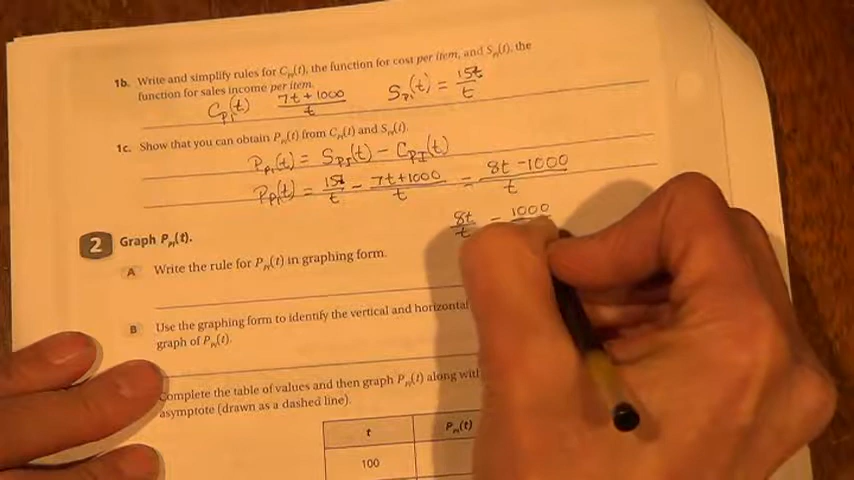 1b. Write and simplify rules for C_pi(t), the function for cost per item, and S_pi(t), the
function for sales income per item.
C_pi(t) 7t+1000/t S_pi(t) = 15t/t
1c. Show that you can obtain P_pi(t) from C_pi(t) and S_pi(t).
P_pi(t) = S_PI(t) - C_PI(t)
P_pi(t) = 15t/t - 7t+1000/t = 8t-1000/t
8t/t - 1000
2 Graph P_pi(t).
A Write the rule for P_pi(t) in graphing form.
B Use the graphing form to identify the vertical and horizontal
graph of P_pi(t).
Complete the table of values and then graph P_pi(t) along
asymptote (drawn as a dashed line).
t P_pi(t)
100